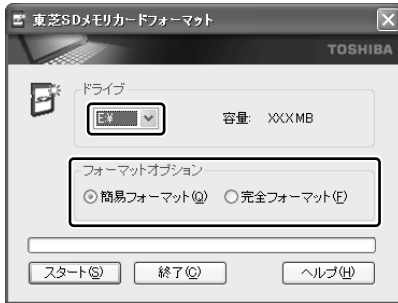 東芝SDメモリカードフォーマット
TOSHIBA
ドライブ
E:¥
容量: XXXMB
フォーマットオプション
簡易フォーマット(Q) 完全フォーマット(F)
スタート(S) 終了(C) ヘルプ(H)